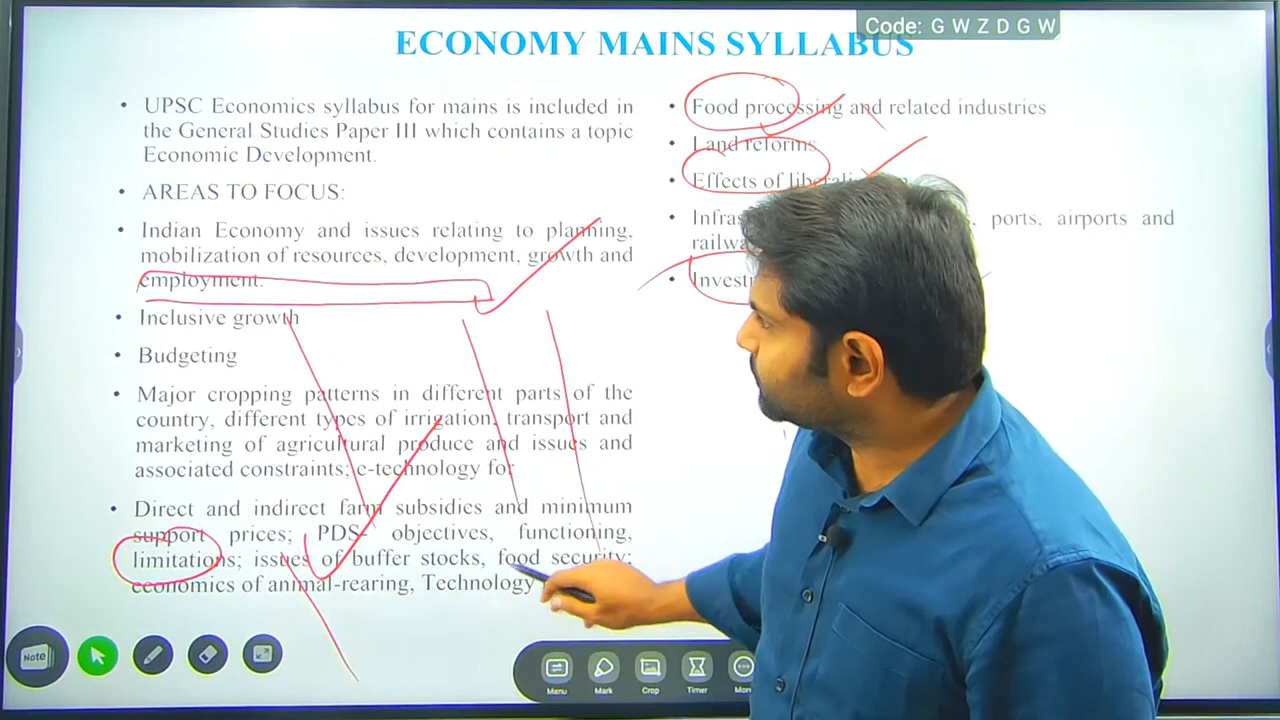 Code: G W Z D G W
ECONOMY MAINS SYLLABUS
• UPSC Economics syllabus for mains is included in
the General Studies Paper III which contains a topic
Economic Development.
• AREAS TO FOCUS:
• Indian Economy and issues relating to planning,
mobilization of resources, development, growth and
employment.
• Inclusive growth
• Budgeting
• Major cropping patterns in different parts of the
country, different types of irrigation, transport and
marketing of agricultural produce and issues and
associated constraints; e-technology for
• Direct and indirect farm subsidies and minimum
support prices; PDS- objectives, functioning,
limitations; issues of buffer stocks, food security;
economics of animal-rearing, Technology
• Food processing and related industries
• Land reforms
• Effects of
• ports, airports and
•
Note
Menu
Mark
Crop
Timer
More